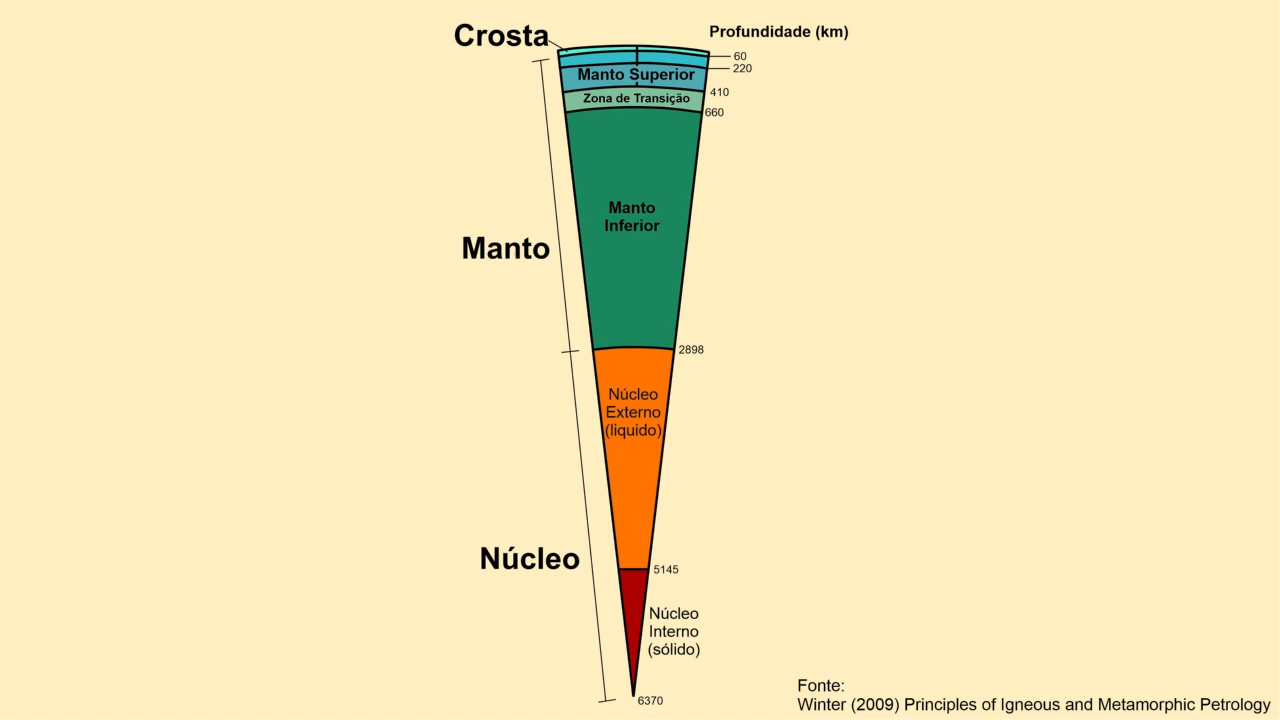 Crosta
Profundidade (km)
60
220
Manto Superior
410
Zona de Transição
660
Manto
Inferior
Manto
2898
Núcleo
Externo
(liquido)
Núcleo
5145
Núcleo
Interno
(sólido)
6370
Fonte:
Winter (2009) Principles of Igneous and Metamorphic Petrology